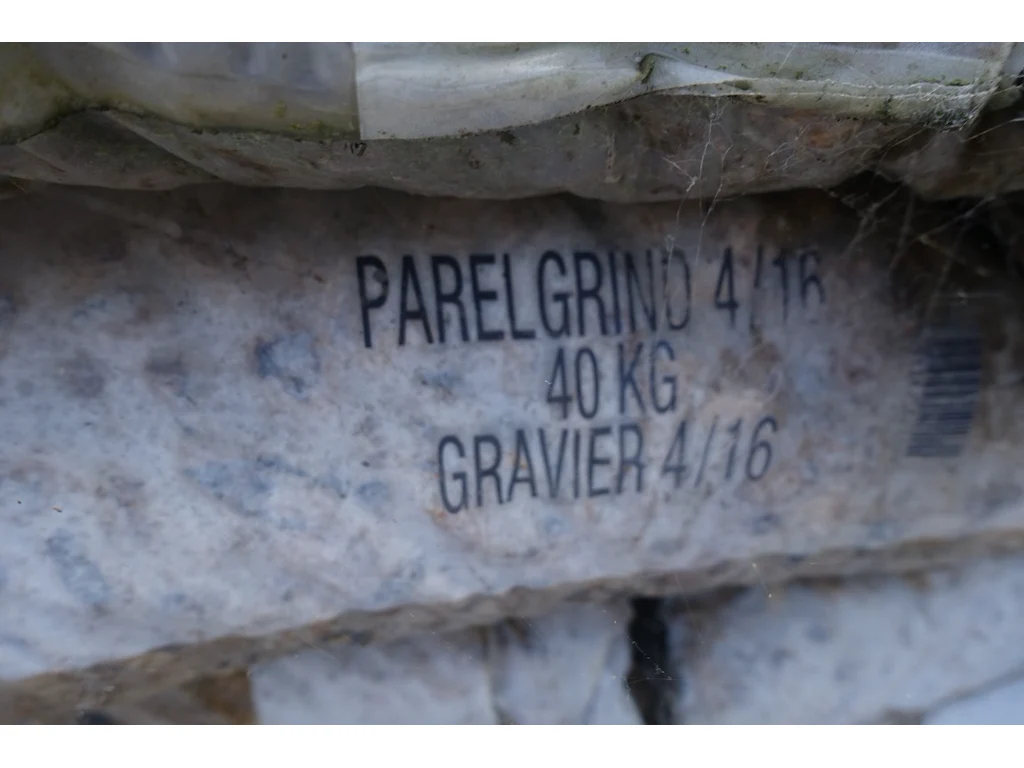 PARELGRIND 4/16
40 KG
GRAVIER 4/16